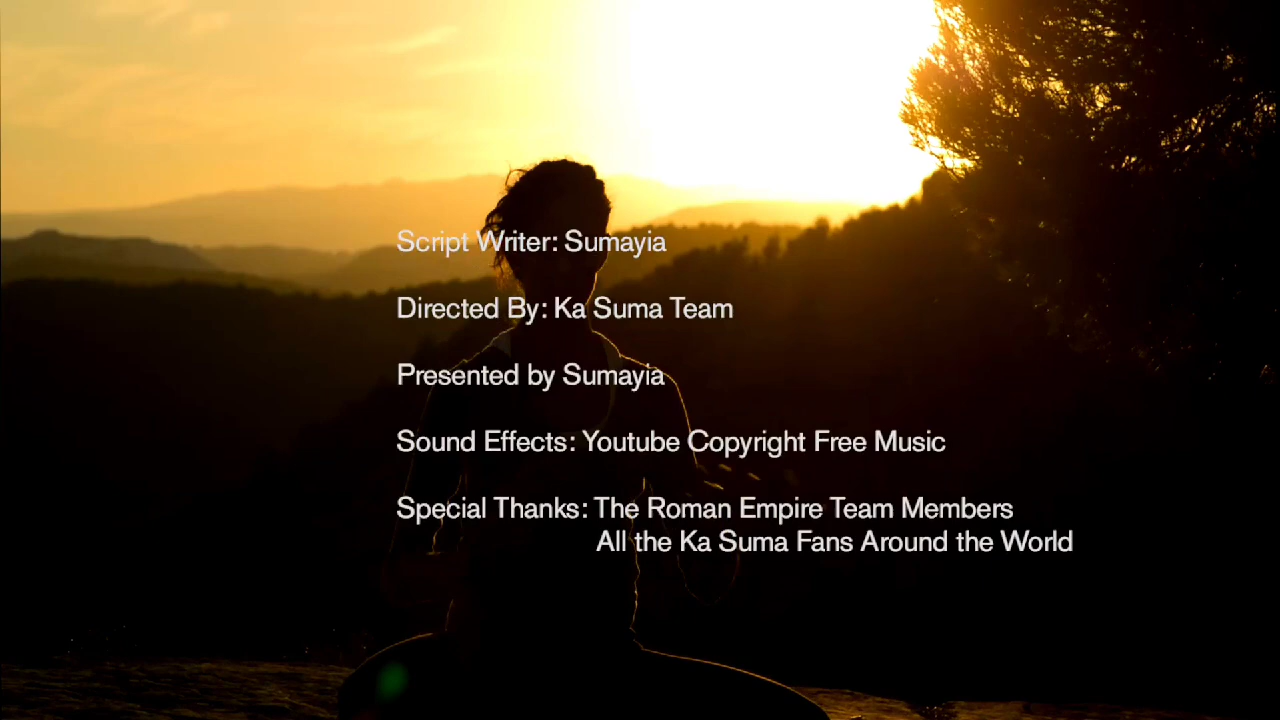 Script Writer: Sumayia
Directed By: Ka Suma Team
Presented by Sumayia
Sound Effects: Youtube Copyright Free Music
Special Thanks: The Roman Empire Team Members
All the Ka Suma Fans Around the World